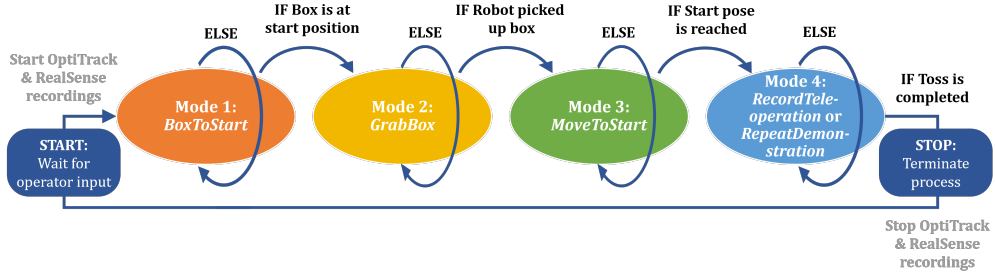 Start OptiTrack
& RealSense
recordings
START:
Wait for
operator input
ELSE
Mode 1:
BoxToStart
IF Box is at
start position
ELSE
Mode 2:
GrabBox
IF Robot picked
up box
ELSE
Mode 3:
MoveToStart
IF Start pose
is reached
ELSE
Mode 4:
RecordTele-
operation or
RepeatDemon-
stration
IF Toss is
completed
STOP:
Terminate
process
Stop OptiTrack
& RealSense
recordings